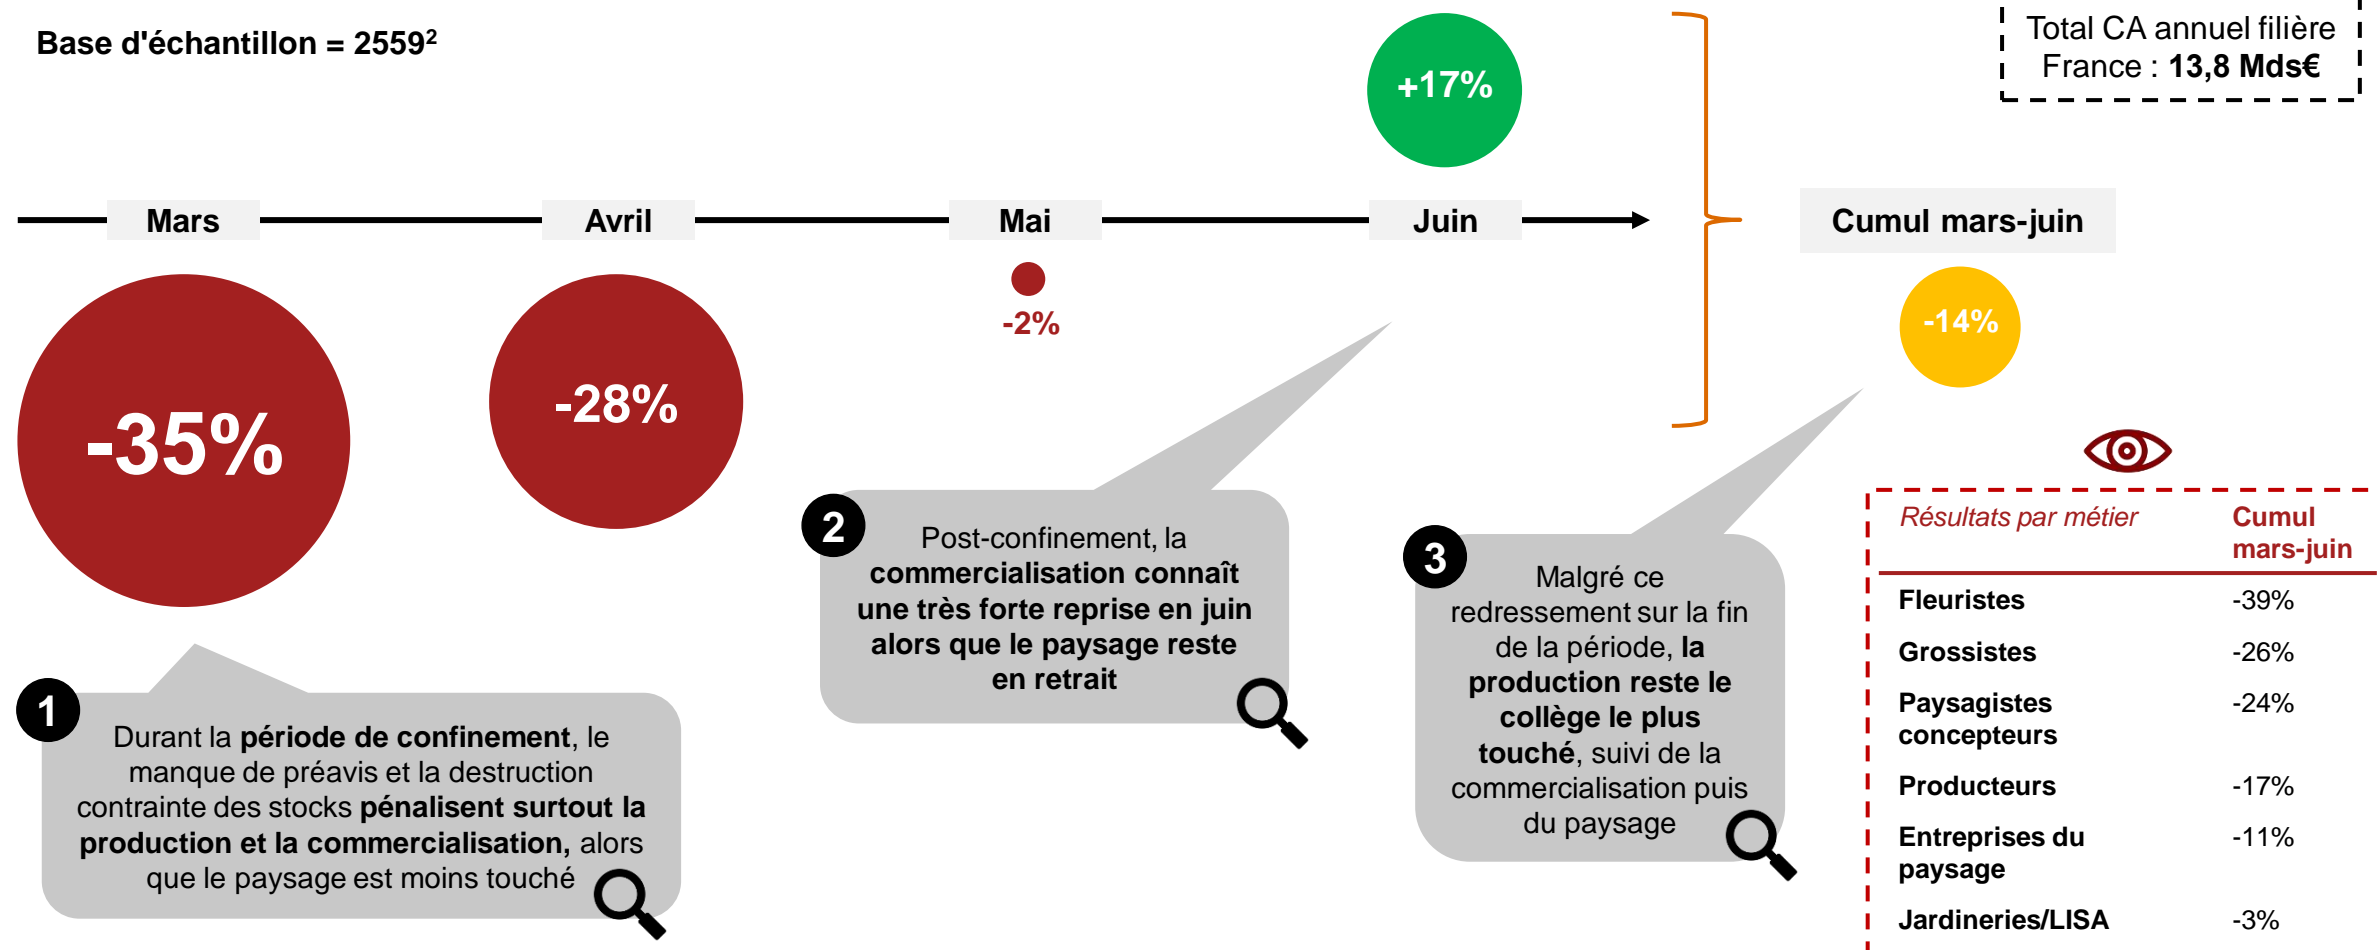 Base d'échantillon = 2559²
Total CA annuel filière
France : 13,8 Mds€
+17%
Mars
Avril
Mai
Juin
Cumul mars-juin
-35%
-28%
-2%
-14%
1
Durant la période de confinement, le
manque de préavis et la destruction
contrainte des stocks pénalisent surtout la
production et la commercialisation, alors
que le paysage est moins touché
2
Post-confinement, la
commercialisation connaît
une très forte reprise en juin
alors que le paysage reste
en retrait
3
Malgré ce
redressement sur la fin
de la période, la
production reste le
collège le plus
touché, suivi de la
commercialisation puis
du paysage
Résultats par métier Cumul
mars-juin
Fleuristes -39%
Grossistes -26%
Paysagistes -24%
concepteurs
Producteurs -17%
Entreprises du -11%
paysage
Jardineries/LISA -3%